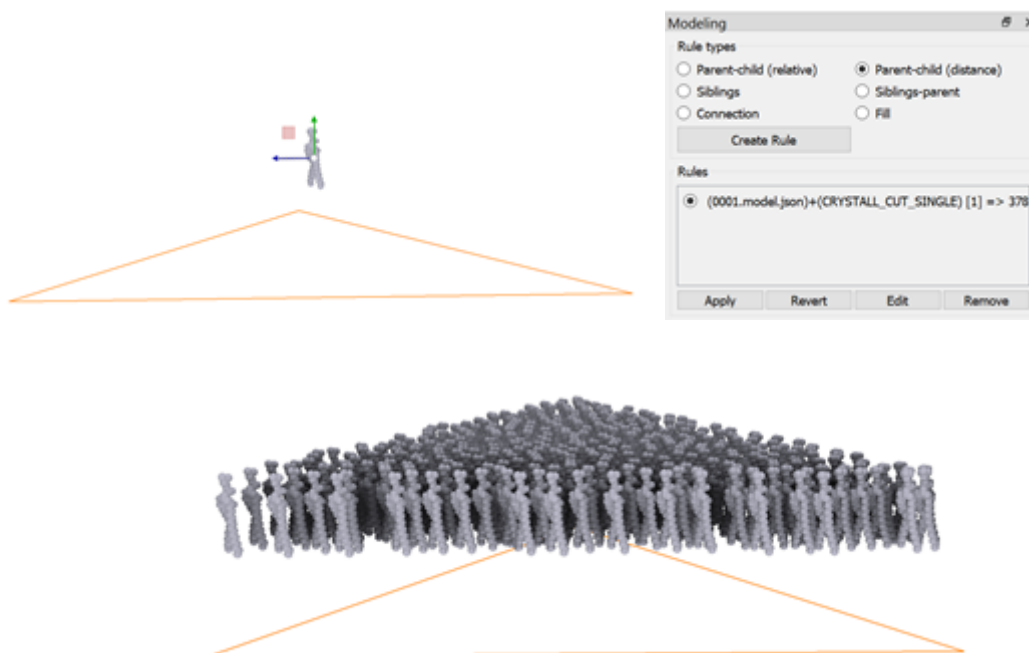 Modeling
Rule types
Parent-child (relative) Parent-child (distance)
Siblings Siblings-parent
Connection Fill
Create Rule
Rules
(0001.model.json)+(CRYSTALL_CUT_SINGLE) [1] => 378
Apply Revert Edit Remove